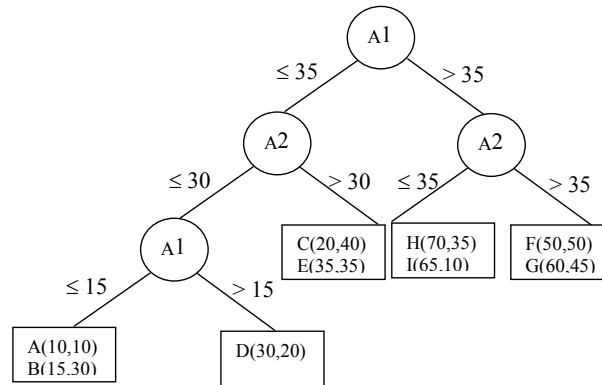 A1
≤ 35
> 35
A2
A2
≤ 30
> 30
≤ 35
> 35
A1
C(20,40)
E(35,35)
H(70,35)
I(65,10)
F(50,50)
G(60,45)
≤ 15
> 15
A(10,10)
B(15,30)
D(30,20)